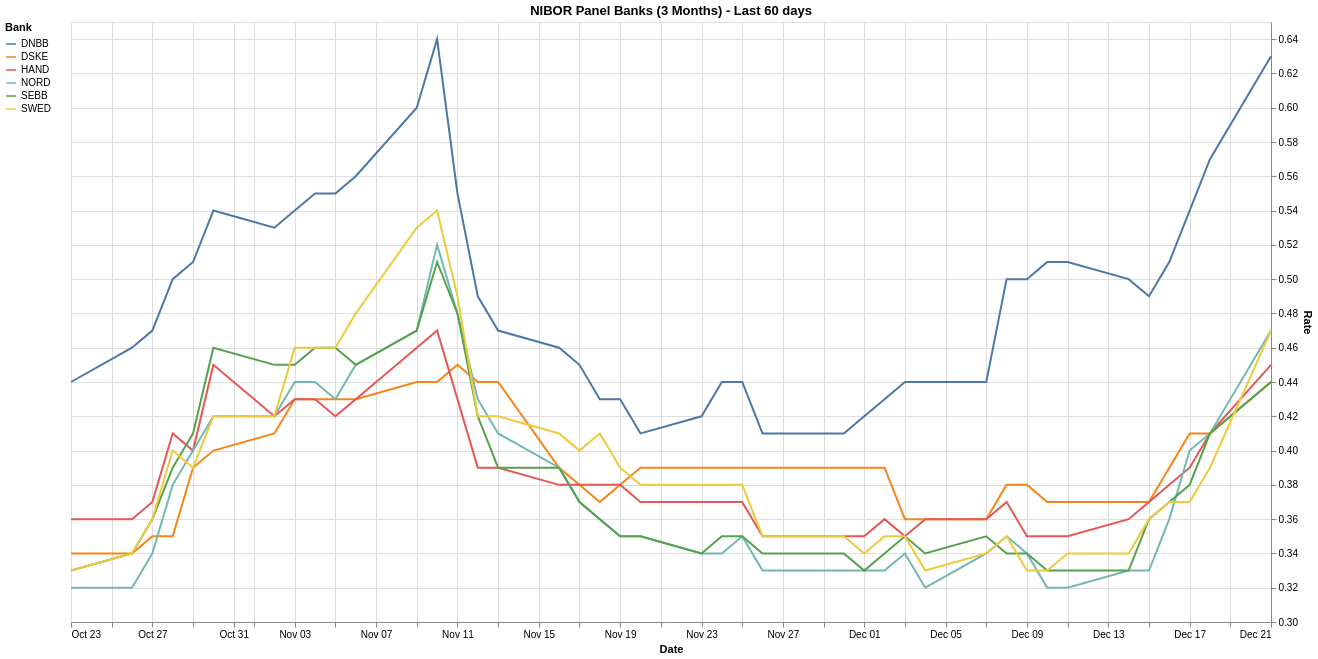 NIBOR Panel Banks (3 Months) - Last 60 days
Bank
DNBB
DSKE
HAND
NORD
SEBB
SWED
0.64
0.62
0.60
0.58
0.56
0.54
0.52
0.50
0.48
0.46
0.44
0.42
0.40
0.38
0.36
0.34
0.32
0.30
Rate
Oct 23 Oct 27 Oct 31 Nov 03 Nov 07 Nov 11 Nov 15 Nov 19 Nov 23 Nov 27 Dec 01 Dec 05 Dec 09 Dec 13 Dec 17 Dec 21
Date